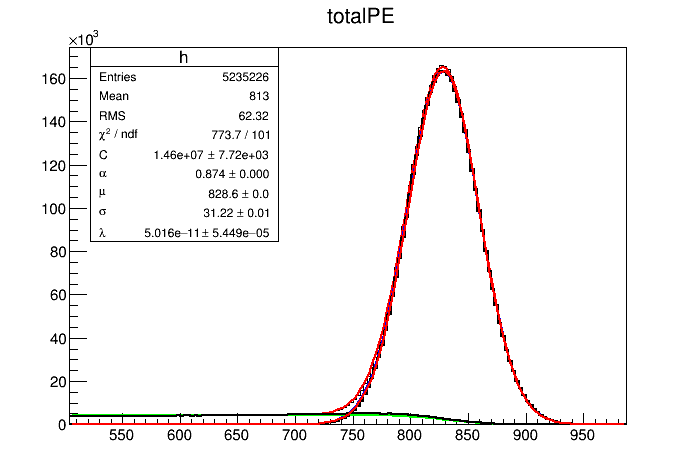 totalPE
×10³
h
Entries 5235226
Mean 813
RMS 62.32
χ² / ndf 773.7 / 101
C 1.46e+07 ± 7.72e+03
α 0.874 ± 0.000
μ 828.6 ± 0.0
σ 31.22 ± 0.01
λ 5.016e−11 ± 5.449e−05
160
140
120
100
80
60
40
20
0
550 600 650 700 750 800 850 900 950